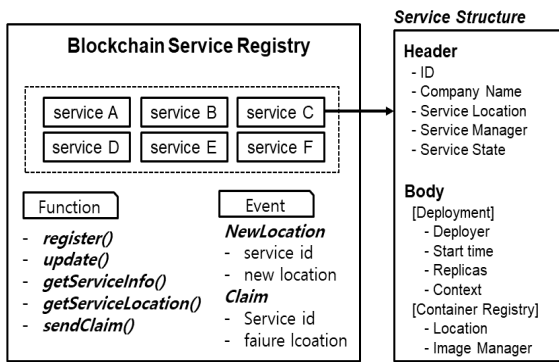 Blockchain Service Registry
service A
service B
service C
service D
service E
service F
Function
- register()
- update()
- getServiceInfo()
- getServiceLocation()
- sendClaim()
Event
NewLocation
- service id
- new location
Claim
- Service id
- faiure lcoation
Service Structure
Header
- ID
- Company Name
- Service Location
- Service Manager
- Service State
Body
[Deployment]
- Deployer
- Start time
- Replicas
- Context
[Container Registry]
- Location
- Image Manager